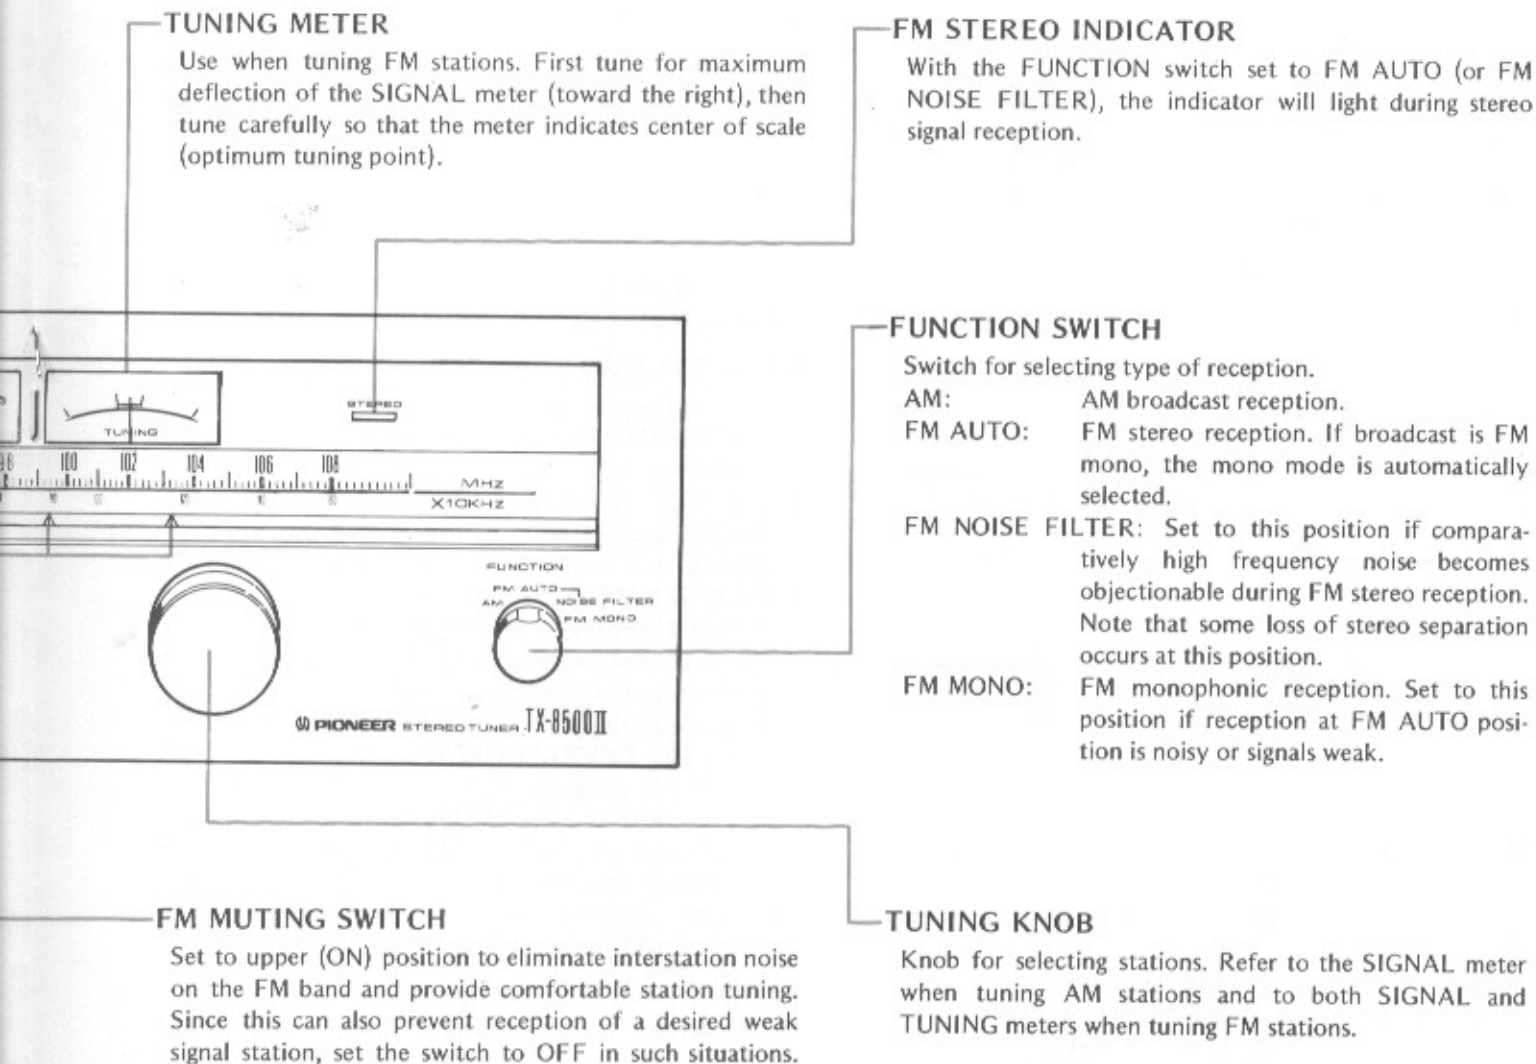 TUNING METER
Use when tuning FM stations. First tune for maximum
deflection of the SIGNAL meter (toward the right), then
tune carefully so that the meter indicates center of scale
(optimum tuning point).
FM STEREO INDICATOR
With the FUNCTION switch set to FM AUTO (or FM
NOISE FILTER), the indicator will light during stereo
signal reception.
STEREO
TUNING
98 100 102 104 106 108
MHz
X10KHz
FUNCTION
FM AUTO
AM NOISE FILTER
FM MONO
PIONEER STEREO TUNER TX-8500II
FUNCTION SWITCH
Switch for selecting type of reception.
AM: AM broadcast reception.
FM AUTO: FM stereo reception. If broadcast is FM
mono, the mono mode is automatically
selected.
FM NOISE FILTER: Set to this position if compara-
tively high frequency noise becomes
objectionable during FM stereo reception.
Note that some loss of stereo separation
occurs at this position.
FM MONO: FM monophonic reception. Set to this
position if reception at FM AUTO posi-
tion is noisy or signals weak.
FM MUTING SWITCH
Set to upper (ON) position to eliminate interstation noise
on the FM band and provide comfortable station tuning.
Since this can also prevent reception of a desired weak
signal station, set the switch to OFF in such situations.
TUNING KNOB
Knob for selecting stations. Refer to the SIGNAL meter
when tuning AM stations and to both SIGNAL and
TUNING meters when tuning FM stations.